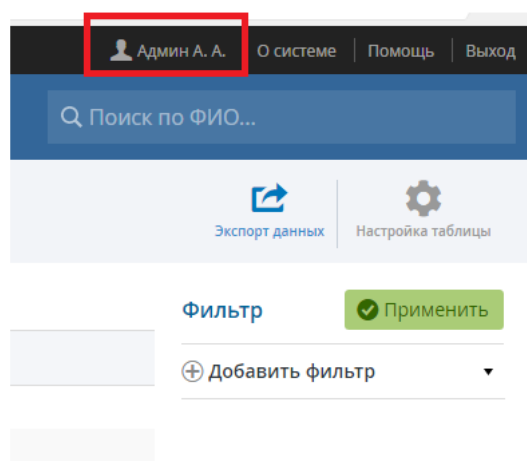 Админ А. А. О системе Помощь Выход
Поиск по ФИО...
Экспорт данных Настройка таблицы
Фильтр Применить
Добавить фильтр